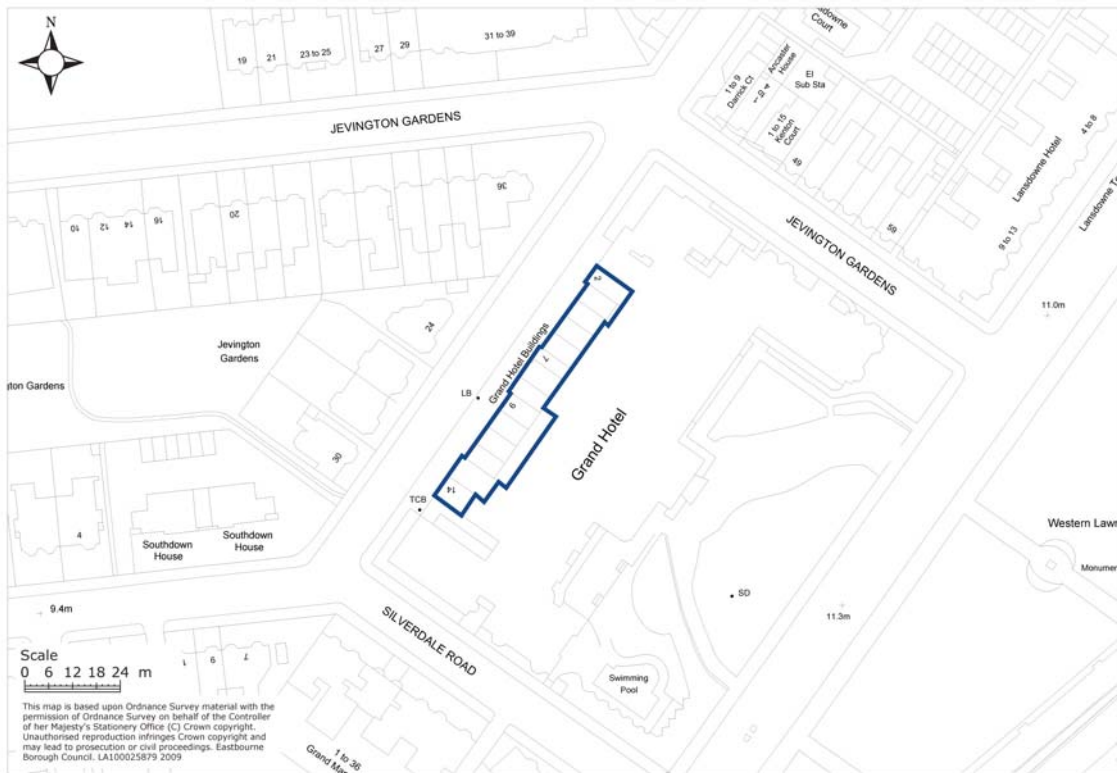 N
19
21
23 to 25
27
29
31 to 39
JEVINGTON GARDENS
Court
1 to 9
Darrick Ct
Ancaster
House
El
Sub Sta
1 to 15
Kenton
Court
49
59
Lansdowne Hotel
4 to 8
9 to 13
JEVINGTON GARDENS
11.0m
10
12
14
16
20
36
24
Jevington
Gardens
Gardens
30
LB
Grand Hotel Buildings
2
7
9
14
TCB
Grand Hotel
4
Southdown
House
Southdown
House
Western
SD
11.3m
9.4m
SILVERDALE ROAD
Swimming
Pool
1
9
7
Scale
0 6 12 18 24 m
This map is based upon Ordnance Survey material with the
permission of Ordnance Survey on behalf of the Controller
of her Majesty's Stationery Office (C) Crown copyright.
Unauthorised reproduction infringes Crown copyright and
may lead to prosecution or civil proceedings. Eastbourne
Borough Council. LA100025879 2009
1 to 36
Grand